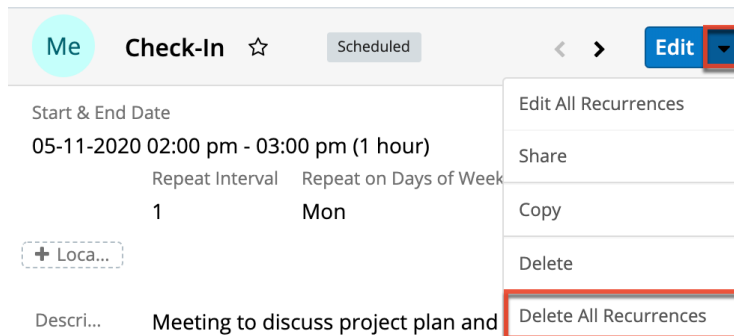 Me Check-In Scheduled Edit
Start & End Date
05-11-2020 02:00 pm - 03:00 pm (1 hour)
Repeat Interval Repeat on Days of Week
1 Mon
+ Loca...
Descri... Meeting to discuss project plan and
Edit All Recurrences
Share
Copy
Delete
Delete All Recurrences